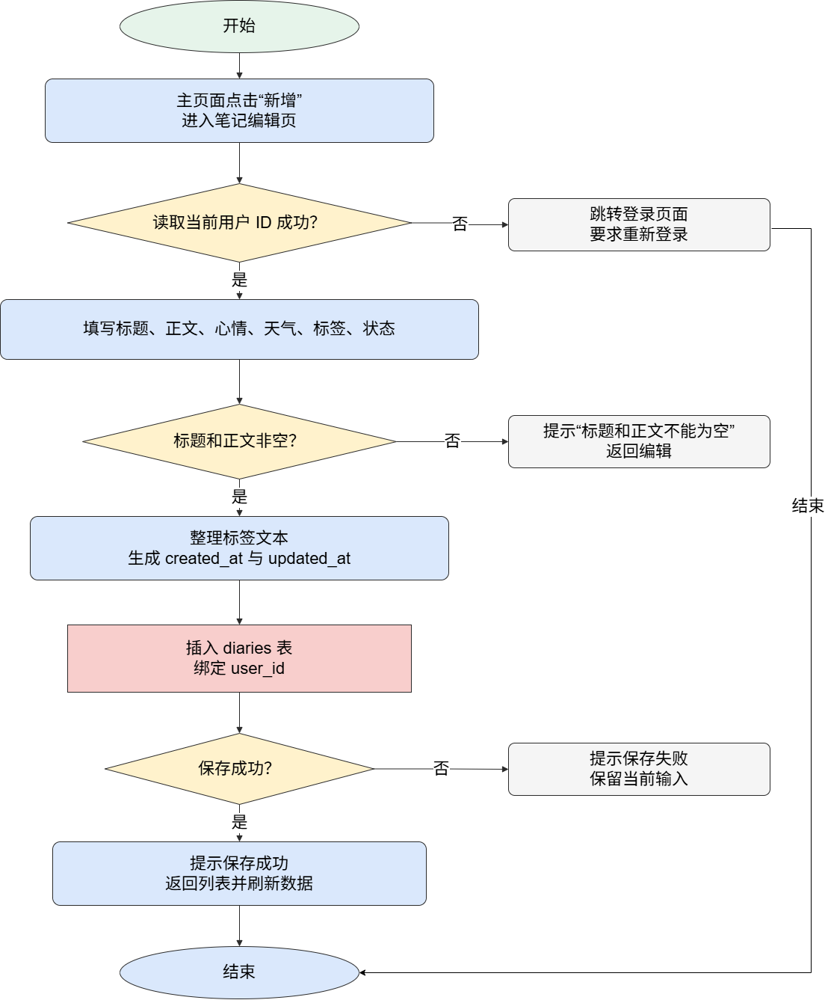 开始
主页面点击“新增”
进入笔记编辑页
读取当前用户 ID 成功?
否
跳转登录页面
要求重新登录
是
填写标题、正文、心情、天气、标签、状态
标题和正文非空?
否
提示“标题和正文不能为空”
返回编辑
是
结束
整理标签文本
生成 created_at 与 updated_at
插入 diaries 表
绑定 user_id
保存成功?
否
提示保存失败
保留当前输入
是
提示保存成功
返回列表并刷新数据
结束